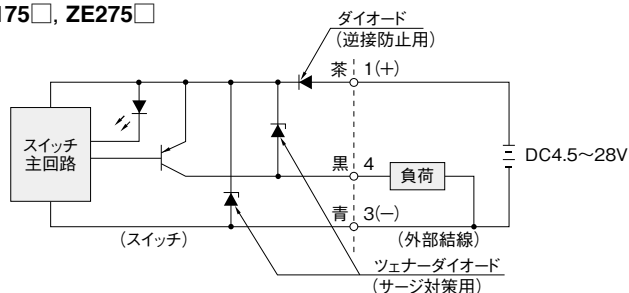 175□, ZE275□
ダイオード
(逆接防止用)
茶 1(+)
スイッチ
主回路
DC4.5～28V
黒 4
負荷
青 3(−)
(スイッチ)
(外部結線)
ツェナーダイオード
(サージ対策用)